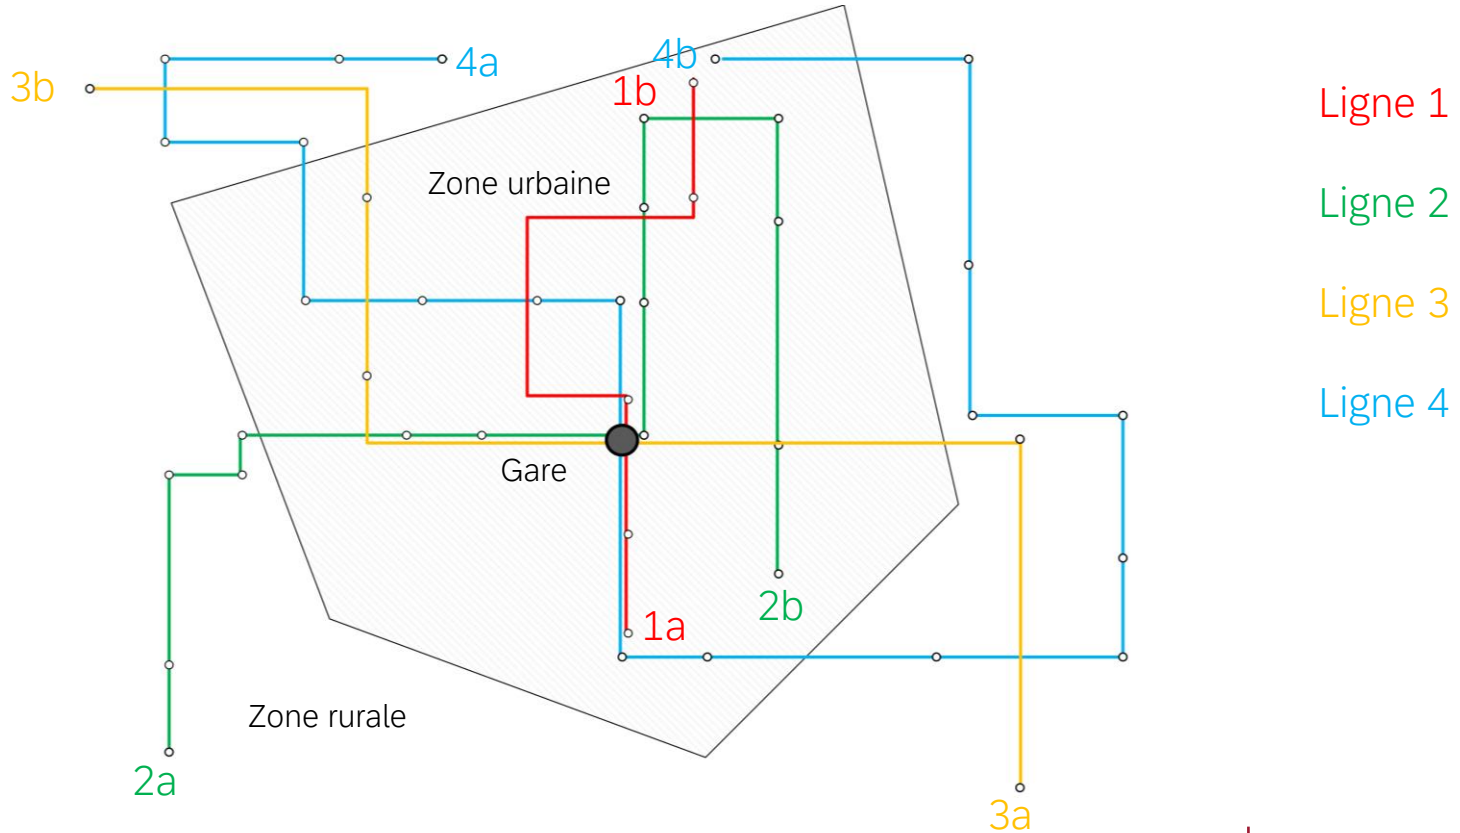 4a
4b
3b
1b
Ligne 1
Zone urbaine
Ligne 2
Ligne 3
Ligne 4
Gare
2b
1a
Zone rurale
2a
3a